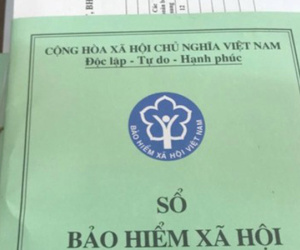 CỘNG HÒA XÃ HỘI CHỦ NGHĨA VIỆT NAM
Độc lập - Tự do - Hạnh phúc
BẢO HIỂM XÃ HỘI VIỆT NAM
SỔ
BẢO HIỂM XÃ HỘI